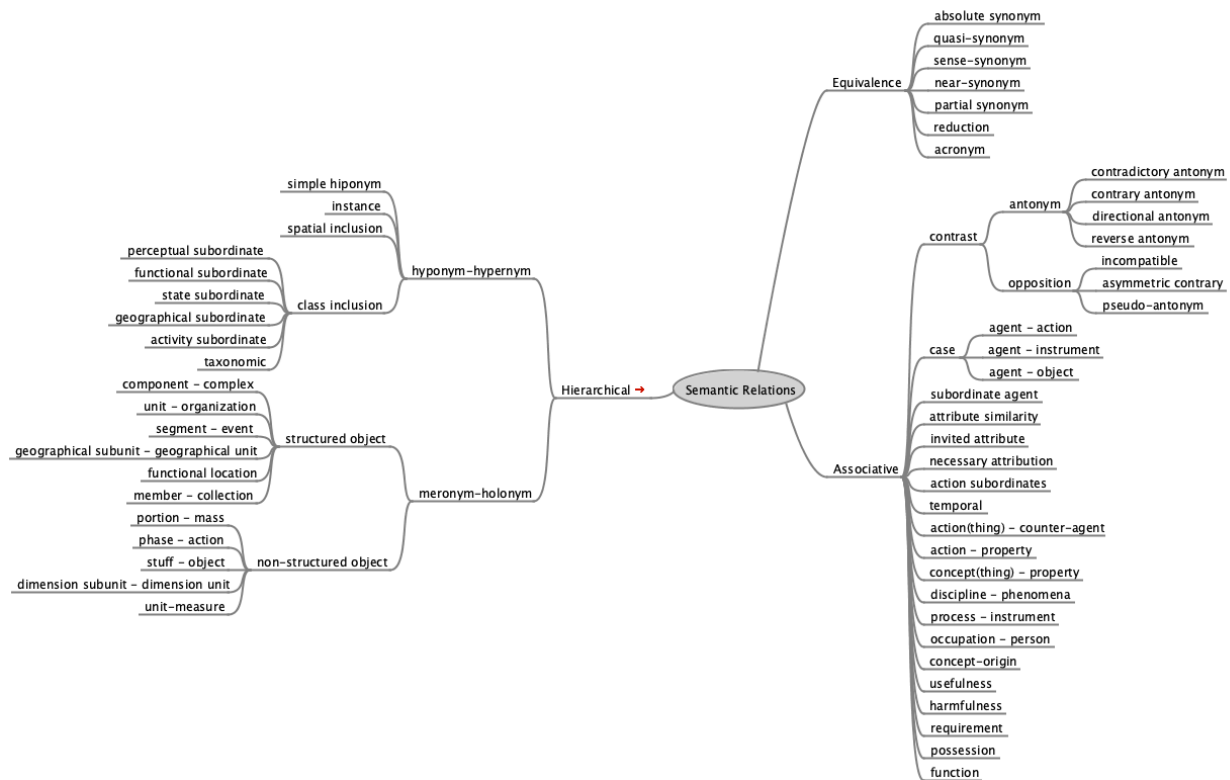 Semantic Relations
Equivalence
absolute synonym
quasi-synonym
sense-synonym
near-synonym
partial synonym
reduction
acronym
Associative
contrast
antonym
contradictory antonym
contrary antonym
directional antonym
reverse antonym
opposition
incompatible
asymmetric contrary
pseudo-antonym
case
agent - action
agent - instrument
agent - object
subordinate agent
attribute similarity
invited attribute
necessary attribution
action subordinates
temporal
action(thing) - counter-agent
action - property
concept(thing) - property
discipline - phenomena
process - instrument
occupation - person
concept-origin
usefulness
harmfulness
requirement
possession
function
Hierarchical →
hyponym-hypernym
simple hiponym
instance
spatial inclusion
class inclusion
perceptual subordinate
functional subordinate
state subordinate
geographical subordinate
activity subordinate
taxonomic
meronym-holonym
structured object
component - complex
unit - organization
segment - event
geographical subunit - geographical unit
functional location
member - collection
non-structured object
portion - mass
phase - action
stuff - object
dimension subunit - dimension unit
unit-measure